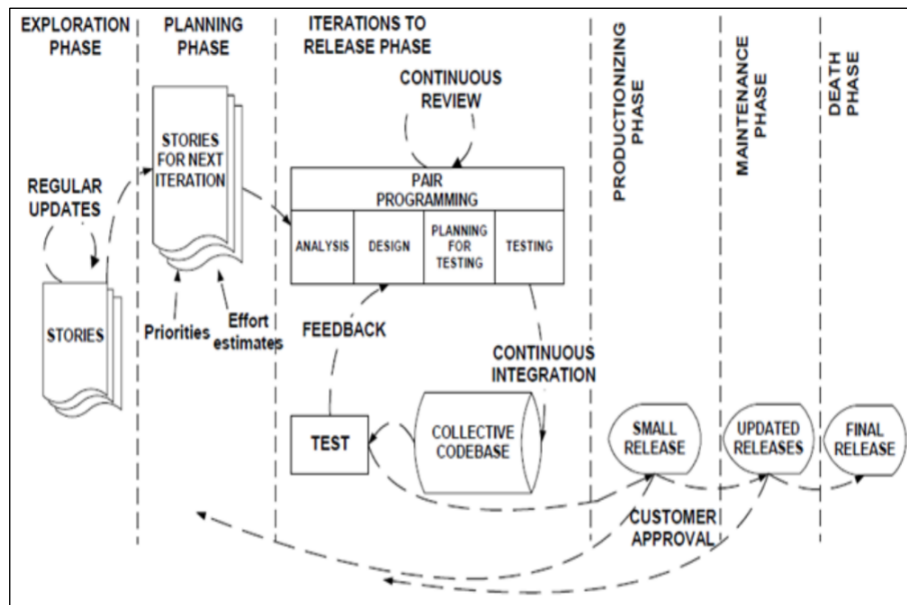 EXPLORATION
PHASE
PLANNING
PHASE
ITERATIONS TO
RELEASE PHASE
PRODUCTIONIZING
PHASE
MAINTENANCE
PHASE
DEATH
PHASE
CONTINUOUS
REVIEW
STORIES
FOR NEXT
ITERATION
REGULAR
UPDATES
PAIR
PROGRAMMING
ANALYSIS
DESIGN
PLANNING
FOR
TESTING
TESTING
STORIES
Priorities
Effort
estimates
FEEDBACK
CONTINUOUS
INTEGRATION
TEST
COLLECTIVE
CODEBASE
SMALL
RELEASE
UPDATED
RELEASES
FINAL
RELEASE
CUSTOMER
APPROVAL